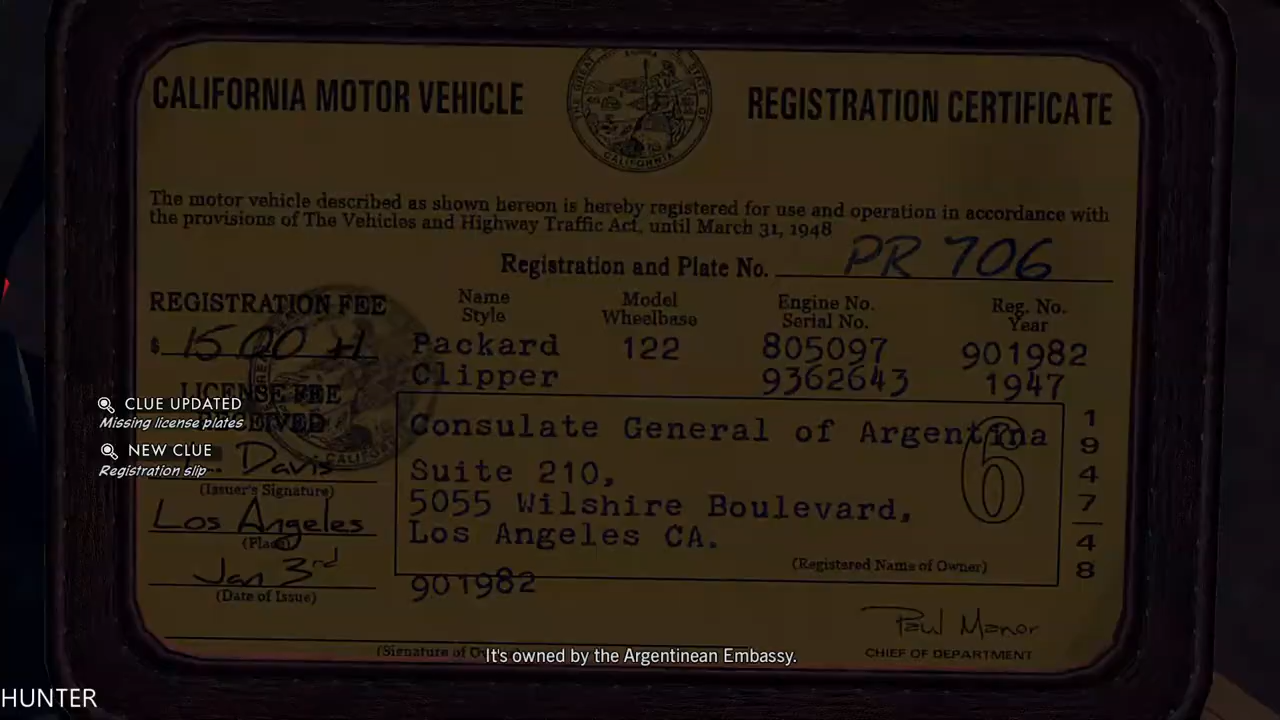 CALIFORNIA MOTOR VEHICLE
REGISTRATION CERTIFICATE
The motor vehicle described as shown hereon is hereby registered for use and operation in accordance with
the provisions of The Vehicles and Highway Traffic Act, until March 31, 1948
Registration and Plate No. PR 706
REGISTRATION FEE
$ 15 00
Name Style
Model Wheelbase
Engine No. Serial No.
Reg. No. Year
Packard 122 805097 901982
Clipper 9362643 1947
LICENSE FEE
RECEIVED
CLUE UPDATED
Missing license plates
NEW CLUE
Registration slip
Davis
(Issuer's Signature)
Los Angeles
(Place)
Jan 3rd
(Date of Issue)
Consulate General of Argentina
Suite 210,
5055 Wilshire Boulevard,
Los Angeles CA.
(Registered Name of Owner)
6
1947
48
901982
Paul Manor
CHIEF OF DEPARTMENT
(Signature of
It's owned by the Argentinean Embassy.
HUNTER